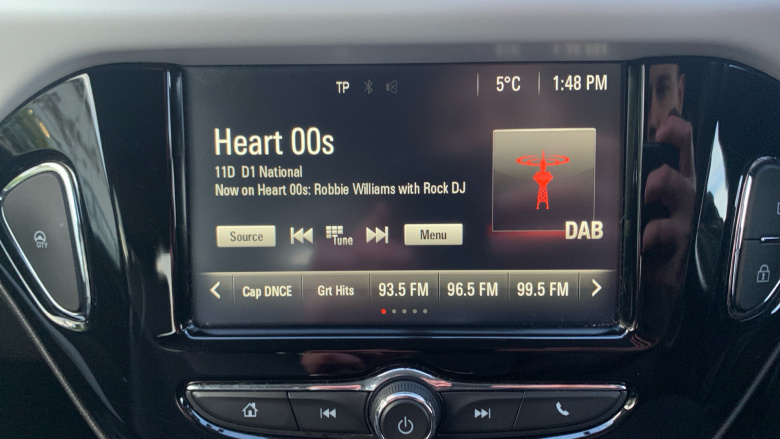 TP 5°C 1:48 PM
Heart 00s
11D D1 National
Now on Heart 00s: Robbie Williams with Rock DJ
DAB
Source Tune Menu
Cap DNCE Grt Hits 93.5 FM 96.5 FM 99.5 FM
CITY